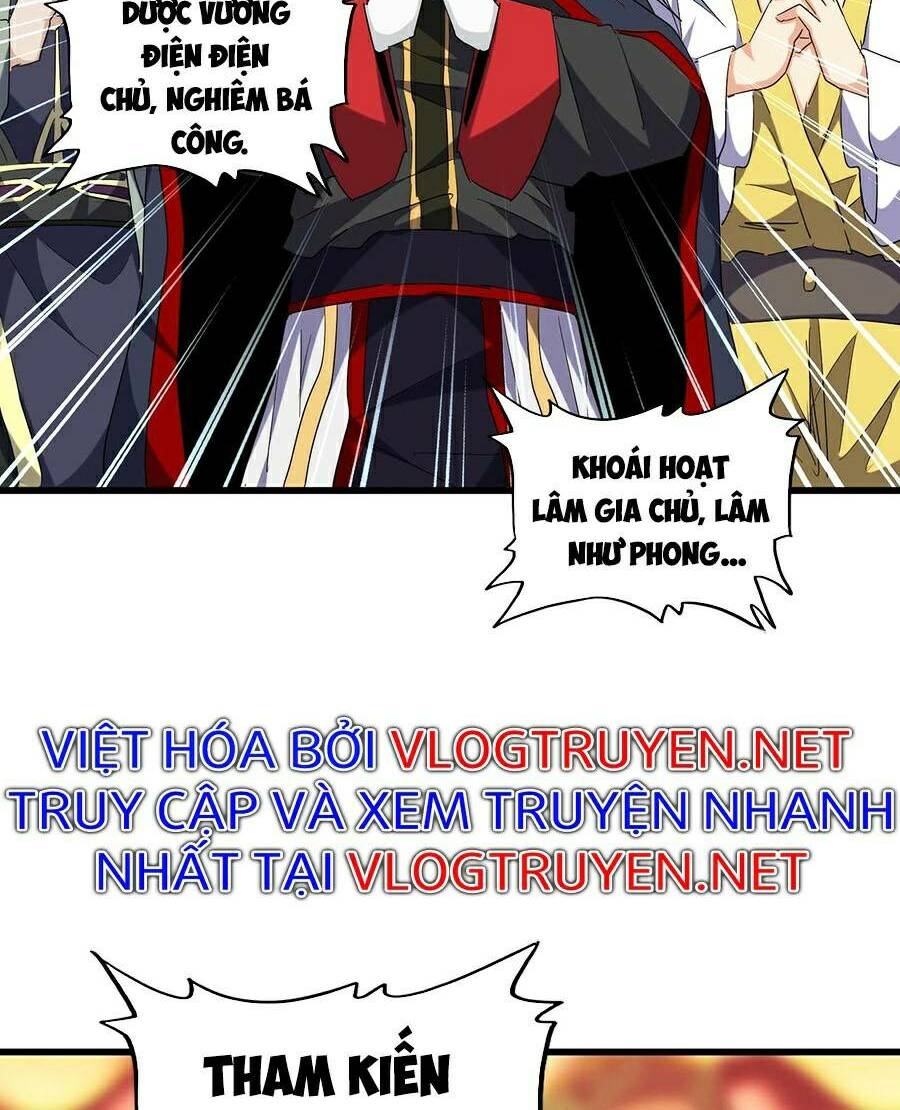 DƯỢC VƯƠNG
ĐIỆN ĐIỆN
CHỦ, NGHIÊM BÁ
CÔNG.
KHOÁI HOẠT
LÂM GIA CHỦ, LÂM
NHƯ PHONG...
VIỆT HÓA BỞI VLOGTRUYEN.NET
TRUY CẬP VÀ XEM TRUYỆN NHANH
NHẤT TẠI VLOGTRUYEN.NET
THAM KIẾN